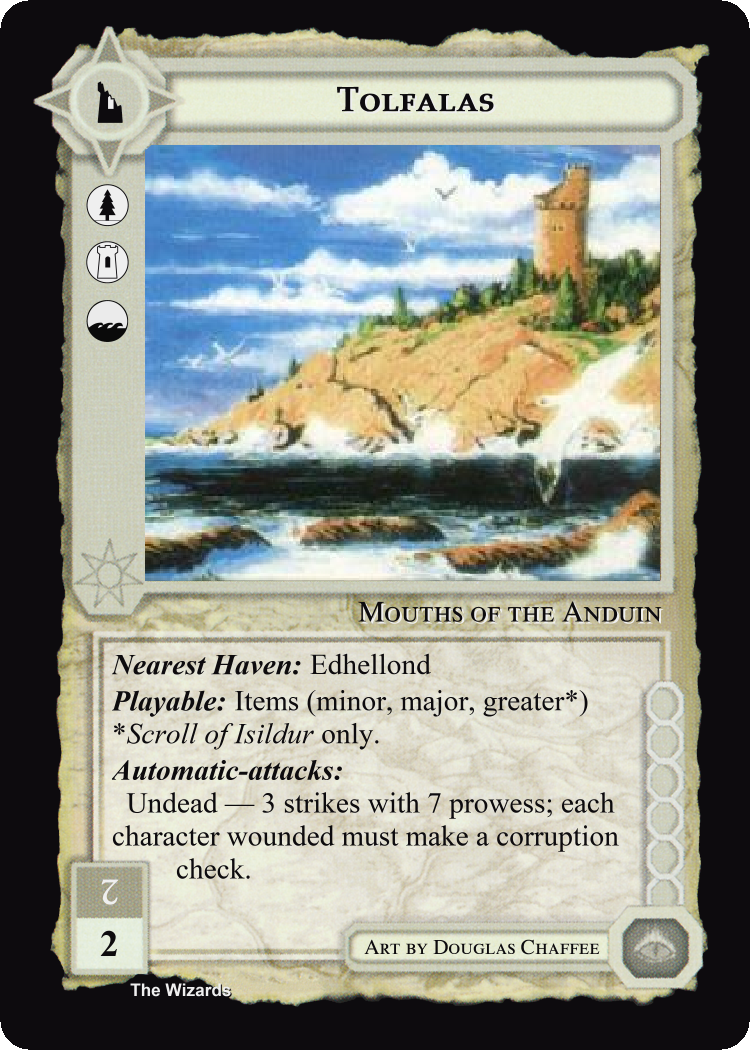 Tolfalas
Mouths of the Anduin
Nearest Haven: Edhellond
Playable: Items (minor, major, greater*)
*Scroll of Isildur only.
Automatic-attacks:
Undead — 3 strikes with 7 prowess; each
character wounded must make a corruption
check.
2
2
Art by Douglas Chaffee
The Wizards